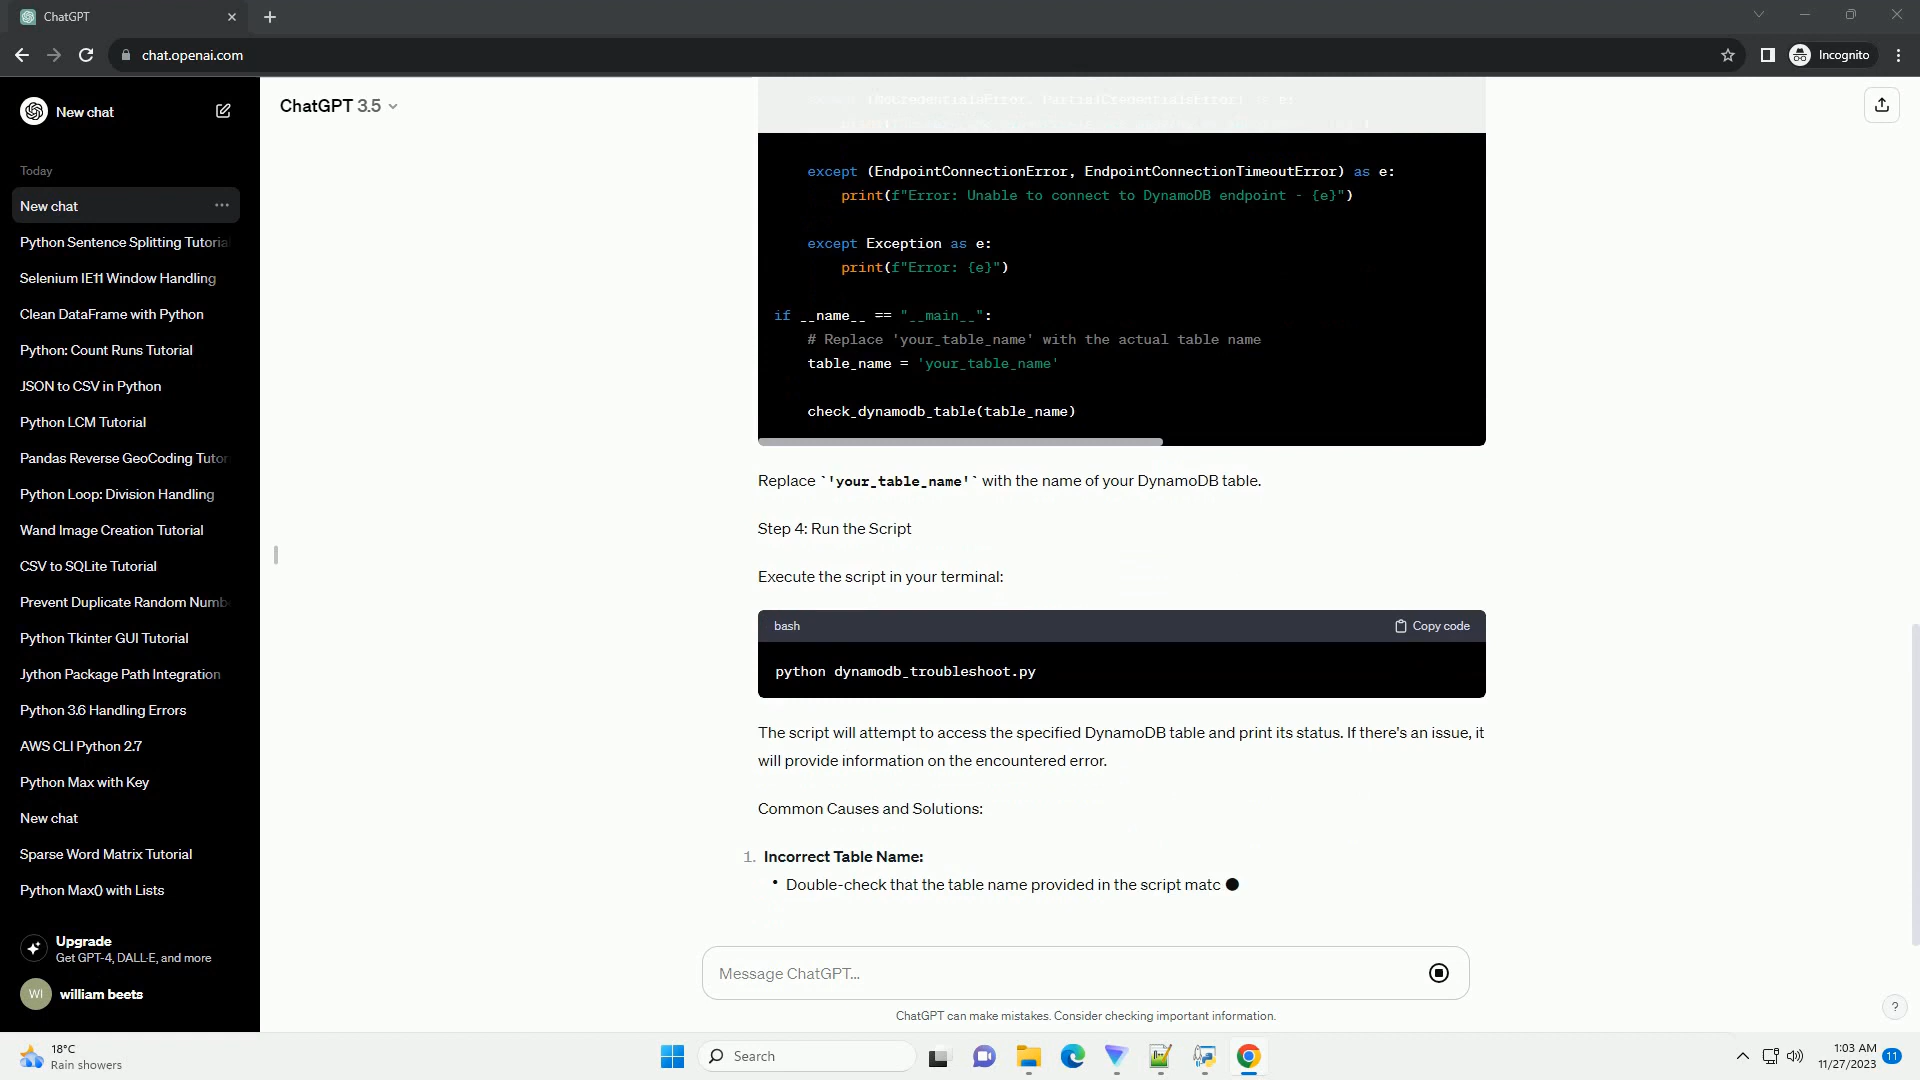 ChatGPT
chat.openai.com
Incognito
New chat
Today
New chat
Python Sentence Splitting Tutoria
Selenium IE11 Window Handling
Clean DataFrame with Python
Python: Count Runs Tutorial
JSON to CSV in Python
Python LCM Tutorial
Pandas Reverse GeoCoding Tutor
Python Loop: Division Handling
Wand Image Creation Tutorial
CSV to SQLite Tutorial
Prevent Duplicate Random Numb
Python Tkinter GUI Tutorial
Jython Package Path Integration
Python 3.6 Handling Errors
AWS CLI Python 2.7
Python Max with Key
New chat
Sparse Word Matrix Tutorial
Python Max() with Lists
Upgrade
Get GPT-4, DALL·E, and more
WI
william beets
ChatGPT 3.5
except (NoCredentialsError, PartialCredentialsError) as e:
except (EndpointConnectionError, EndpointConnectionTimeoutError) as e:
print(f"Error: Unable to connect to DynamoDB endpoint - {e}")
except Exception as e:
print(f"Error: {e}")
if __name__ == "__main__":
# Replace 'your_table_name' with the actual table name
table_name = 'your_table_name'
check_dynamodb_table(table_name)
Replace `'your_table_name'` with the name of your DynamoDB table.
Step 4: Run the Script
Execute the script in your terminal:
bash
Copy code
python dynamodb_troubleshoot.py
The script will attempt to access the specified DynamoDB table and print its status. If there's an issue, it
will provide information on the encountered error.
Common Causes and Solutions:
1. Incorrect Table Name:
• Double-check that the table name provided in the script matc
Message ChatGPT...
ChatGPT can make mistakes. Consider checking important information.
?
18°C
Rain showers
Search
1:03 AM
11/27/2023
11